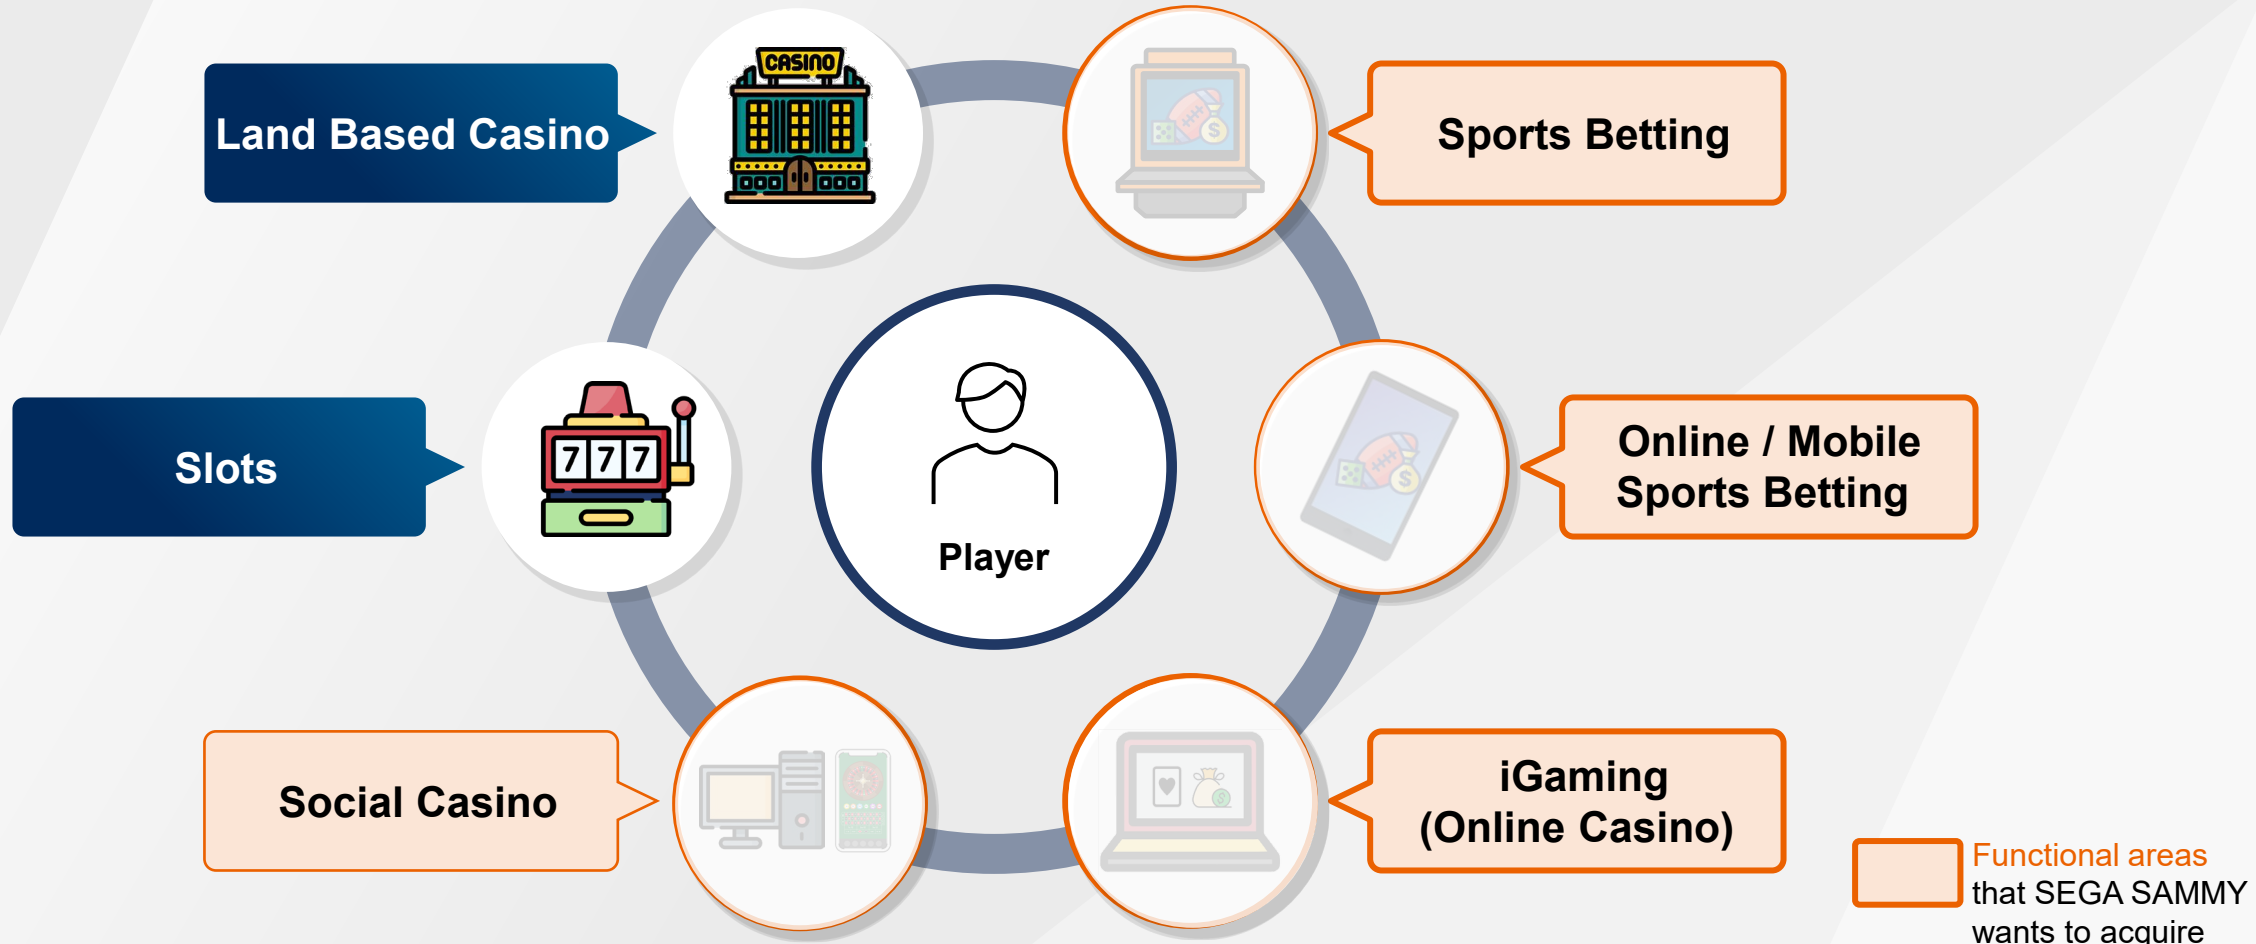 CASINO
Land Based Casino
Sports Betting
Slots
777
Player
Online / Mobile
Sports Betting
Social Casino
iGaming
(Online Casino)
Functional areas
that SEGA SAMMY
wants to acquire